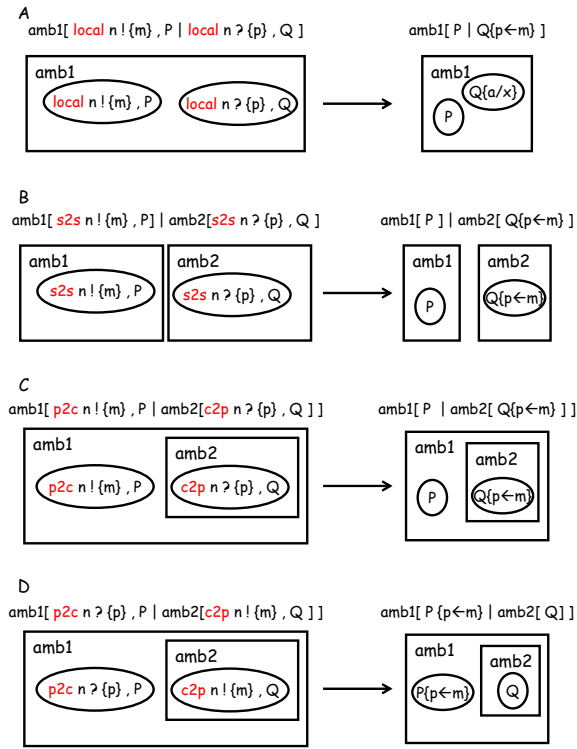 A
amb1[ local n ! {m} , P | local n ? {p} , Q ]
amb1[ P | Q{p←m} ]
amb1
local n ! {m} , P
local n ? {p} , Q
amb1
Q{a/x}
P
B
amb1[ s2s n ! {m} , P] | amb2[s2s n ? {p} , Q ]
amb1[ P ] | amb2[ Q{p←m} ]
amb1
s2s n ! {m} , P
amb2
s2s n ? {p} , Q
amb1
P
amb2
Q{p←m}
C
amb1[ p2c n ! {m} , P | amb2[c2p n ? {p} , Q ] ]
amb1[ P | amb2[ Q{p←m} ] ]
amb1
p2c n ! {m} , P
amb2
c2p n ? {p} , Q
amb1
P
amb2
Q{p←m}
D
amb1[ p2c n ? {p} , P | amb2[c2p n ! {m} , Q ] ]
amb1[ P {p←m} | amb2[ Q] ]
amb1
p2c n ? {p} , P
amb2
c2p n ! {m} , Q
amb1
P{p←m}
amb2
Q